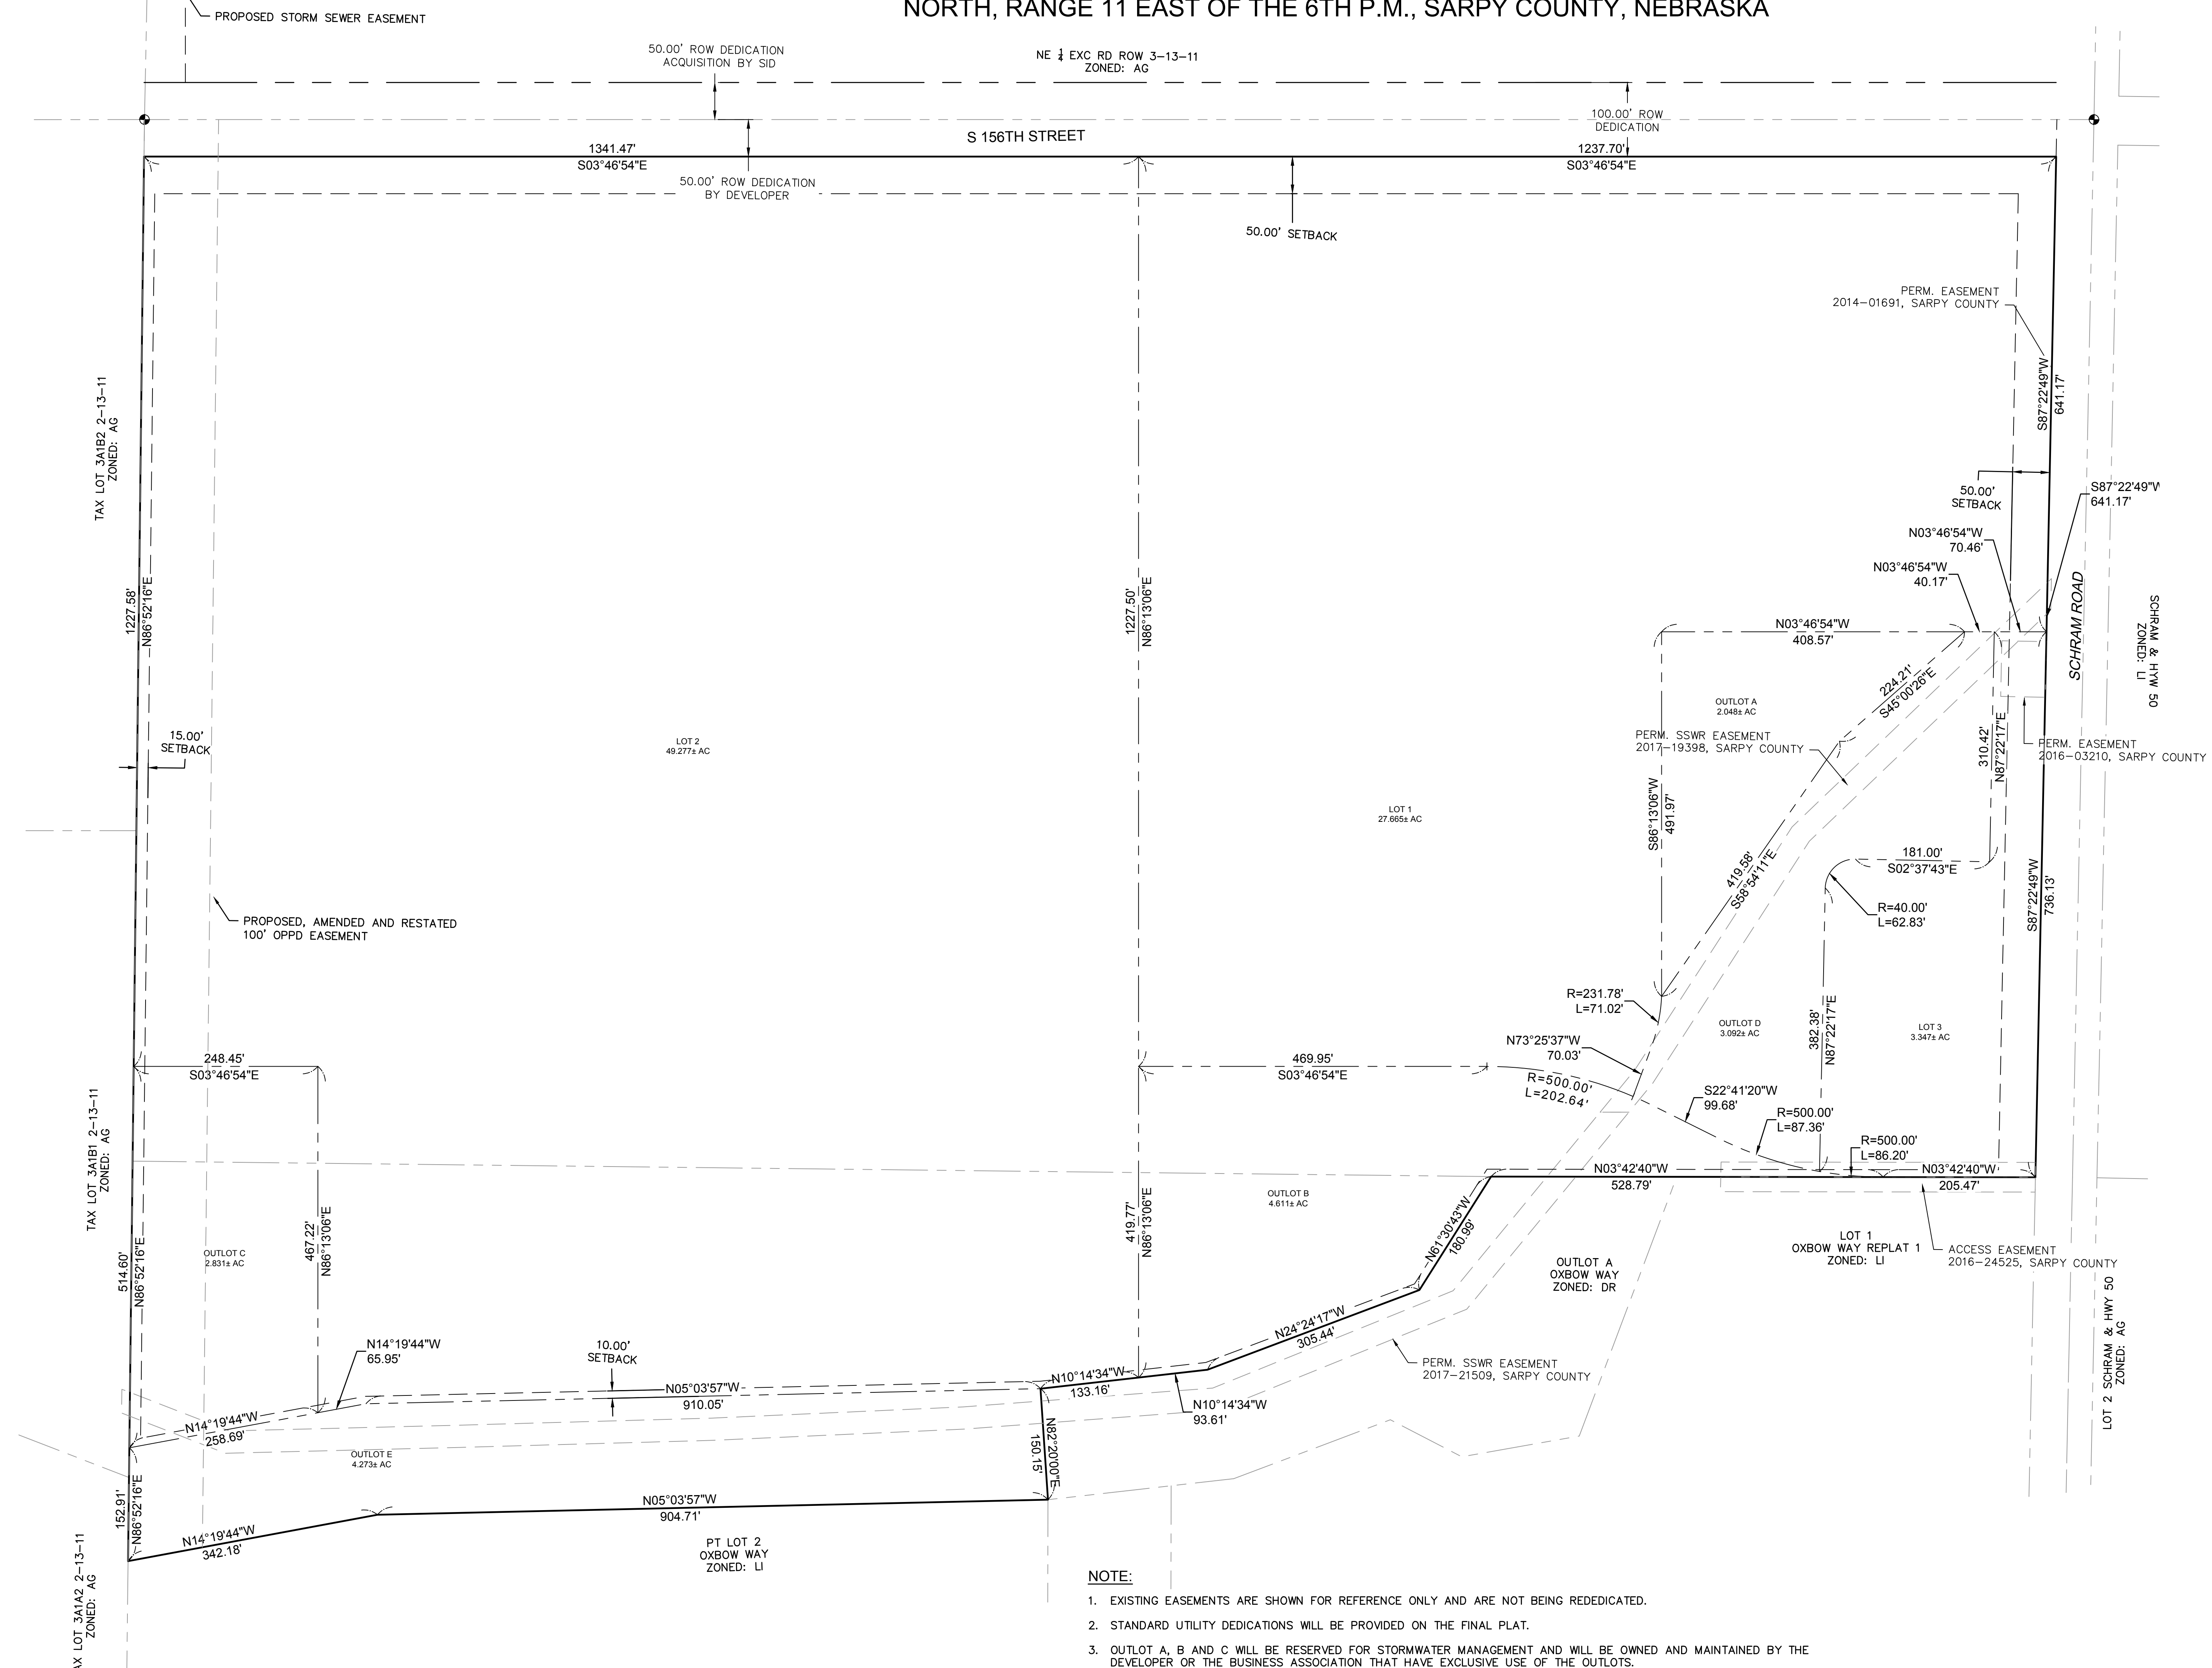 NORTH, RANGE 11 EAST OF THE 6TH P.M., SARPY COUNTY, NEBRASKA
PROPOSED STORM SEWER EASEMENT
50.00' ROW DEDICATION
ACQUISITION BY SID
NE ¼ EXC RD ROW 3-13-11
ZONED: AG
100.00' ROW
DEDICATION
S 156TH STREET
1341.47'
S03°46'54"E
1237.70'
S03°46'54"E
50.00' ROW DEDICATION
BY DEVELOPER
50.00' SETBACK
PERM. EASEMENT
2014-01691, SARPY COUNTY
TAX LOT 3A1B2 2-13-11
ZONED: AG
S87°22'49"W
641.17'
50.00'
SETBACK
S87°22'49"W
641.17'
N03°46'54"W
70.46'
N03°46'54"W
40.17'
1227.58'
N86°52'16"E
1227.50'
N86°13'06"E
N03°46'54"W
408.57'
SCHRAM ROAD
SCHRAM & HYW 50
ZONED: LI
224.21'
S45°00'26"E
OUTLOT A
2.048± AC
PERM. SSWR EASEMENT
2017-19398, SARPY COUNTY
310.42'
N87°22'17"E
PERM. EASEMENT
2016-03210, SARPY COUNTY
15.00'
SETBACK
LOT 2
49.277± AC
LOT 1
27.665± AC
S86°13'06"W
491.97'
419.58'
S58°54'11"E
181.00'
S02°37'43"E
R=40.00'
L=62.83'
S87°22'49"W
736.13'
PROPOSED, AMENDED AND RESTATED
100' OPPD EASEMENT
R=231.78'
L=71.02'
OUTLOT D
3.092± AC
382.38'
N87°22'17"E
LOT 3
3.347± AC
N73°25'37"W
70.03'
248.45'
S03°46'54"E
469.95'
S03°46'54"E
R=500.00'
L=202.64'
S22°41'20"W
99.68'
R=500.00'
L=87.36'
R=500.00'
L=86.20'
TAX LOT 3A1B1 2-13-11
ZONED: AG
N03°42'40"W
528.79'
N03°42'40"W
205.47'
OUTLOT B
4.611± AC
419.77'
N86°13'06"E
467.22'
N86°13'06"E
OUTLOT C
2.831± AC
514.60'
N86°52'16"E
N61°30'43"W
180.99'
OUTLOT A
OXBOW WAY
ZONED: DR
LOT 1
OXBOW WAY REPLAT 1
ZONED: LI
ACCESS EASEMENT
2016-24525, SARPY COUNTY
LOT 2 SCHRAM & HWY 50
ZONED: AG
N14°19'44"W
65.95'
10.00'
SETBACK
N24°24'17"W
305.44'
PERM. SSWR EASEMENT
2017-21509, SARPY COUNTY
N05°03'57"W
910.05'
N10°14'34"W
133.16'
N10°14'34"W
93.61'
N14°19'44"W
258.69'
N82°20'00"E
150.15'
OUTLOT E
4.273± AC
152.91'
N86°52'16"E
N05°03'57"W
904.71'
N14°19'44"W
342.18'
PT LOT 2
OXBOW WAY
ZONED: LI
LOT 3A1A2 2-13-11
ZONED: AG
NOTE:
1. EXISTING EASEMENTS ARE SHOWN FOR REFERENCE ONLY AND ARE NOT BEING REDEDICATED.
2. STANDARD UTILITY DEDICATIONS WILL BE PROVIDED ON THE FINAL PLAT.
3. OUTLOT A, B AND C WILL BE RESERVED FOR STORMWATER MANAGEMENT AND WILL BE OWNED AND MAINTAINED BY THE
DEVELOPER OR THE BUSINESS ASSOCIATION THAT HAVE EXCLUSIVE USE OF THE OUTLOTS.